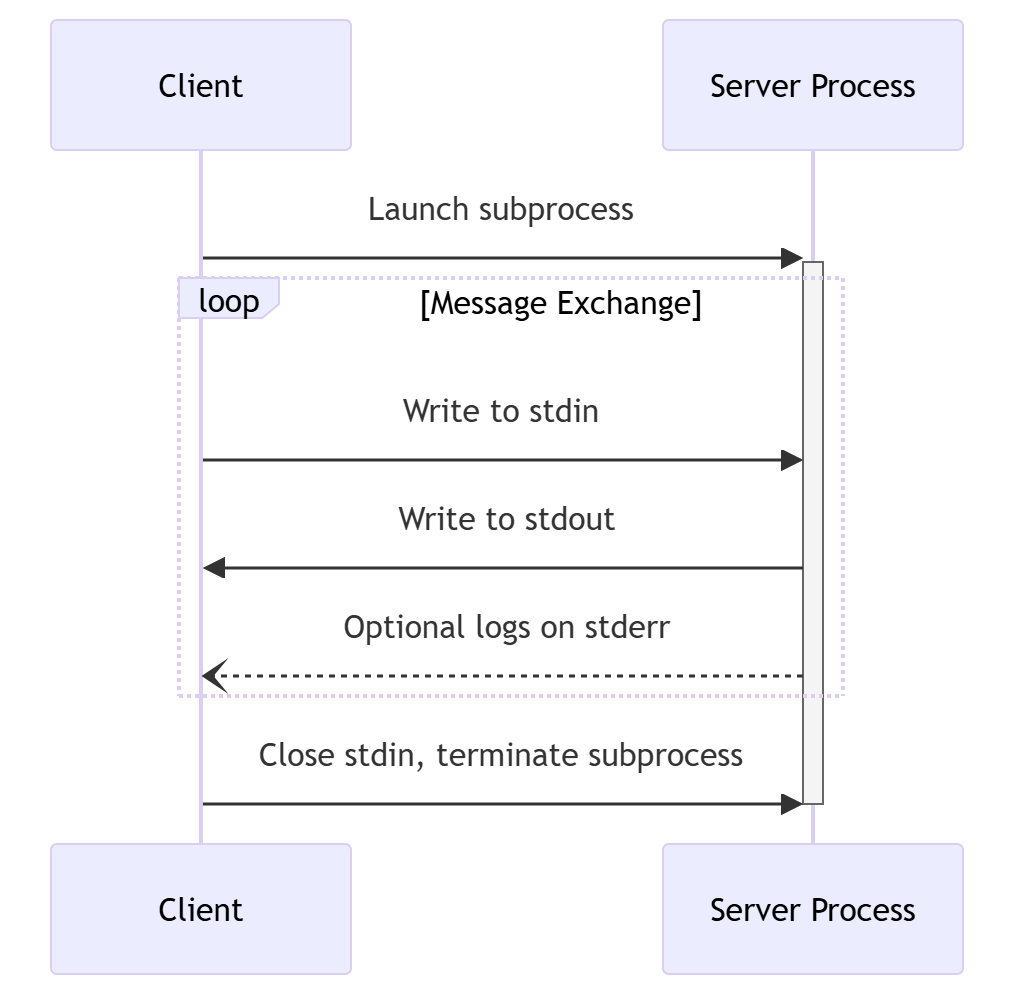 Client
Server Process
Launch subprocess
loop
[Message Exchange]
Write to stdin
Write to stdout
Optional logs on stderr
Close stdin, terminate subprocess
Client
Server Process